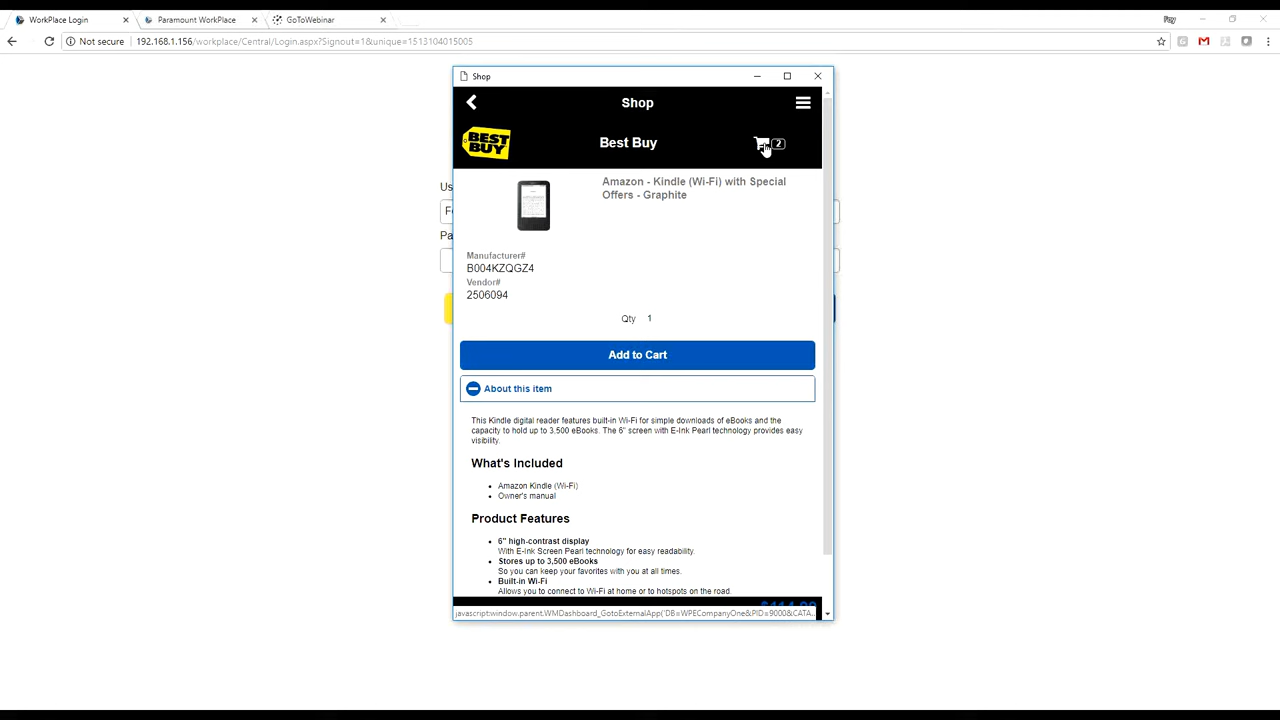 WorkPlace Login
Paramount WorkPlace
GoToWebinar
Not secure
192.168.1.156/workplace/Central/Login.aspx?Signout=1&unique=1513104015005
Shop
Shop
BEST BUY
Best Buy
2
Us
Pa
Amazon - Kindle (Wi-Fi) with Special
Offers - Graphite
Manufacturer#
B004KZQGZ4
Vendor#
2506094
Qty 1
Add to Cart
About this item
This Kindle digital reader features built-in Wi-Fi for simple downloads of eBooks and the
capacity to hold up to 3,500 eBooks. The 6" screen with E-Ink Pearl technology provides easy
visibility.
What's Included
Amazon Kindle (Wi-Fi)
Owner's manual
Product Features
6" high-contrast display
With E-Ink Screen Pearl technology for easy readability.
Stores up to 3,500 eBooks
So you can keep your favorites with you at all times.
Built-in Wi-Fi
Allows you to connect to Wi-Fi at home or to hotspots on the road
javascript:window.parent.WMDashboard_GotoExternalApp('DB=WPECompanyOne&PID=9000&CATA...